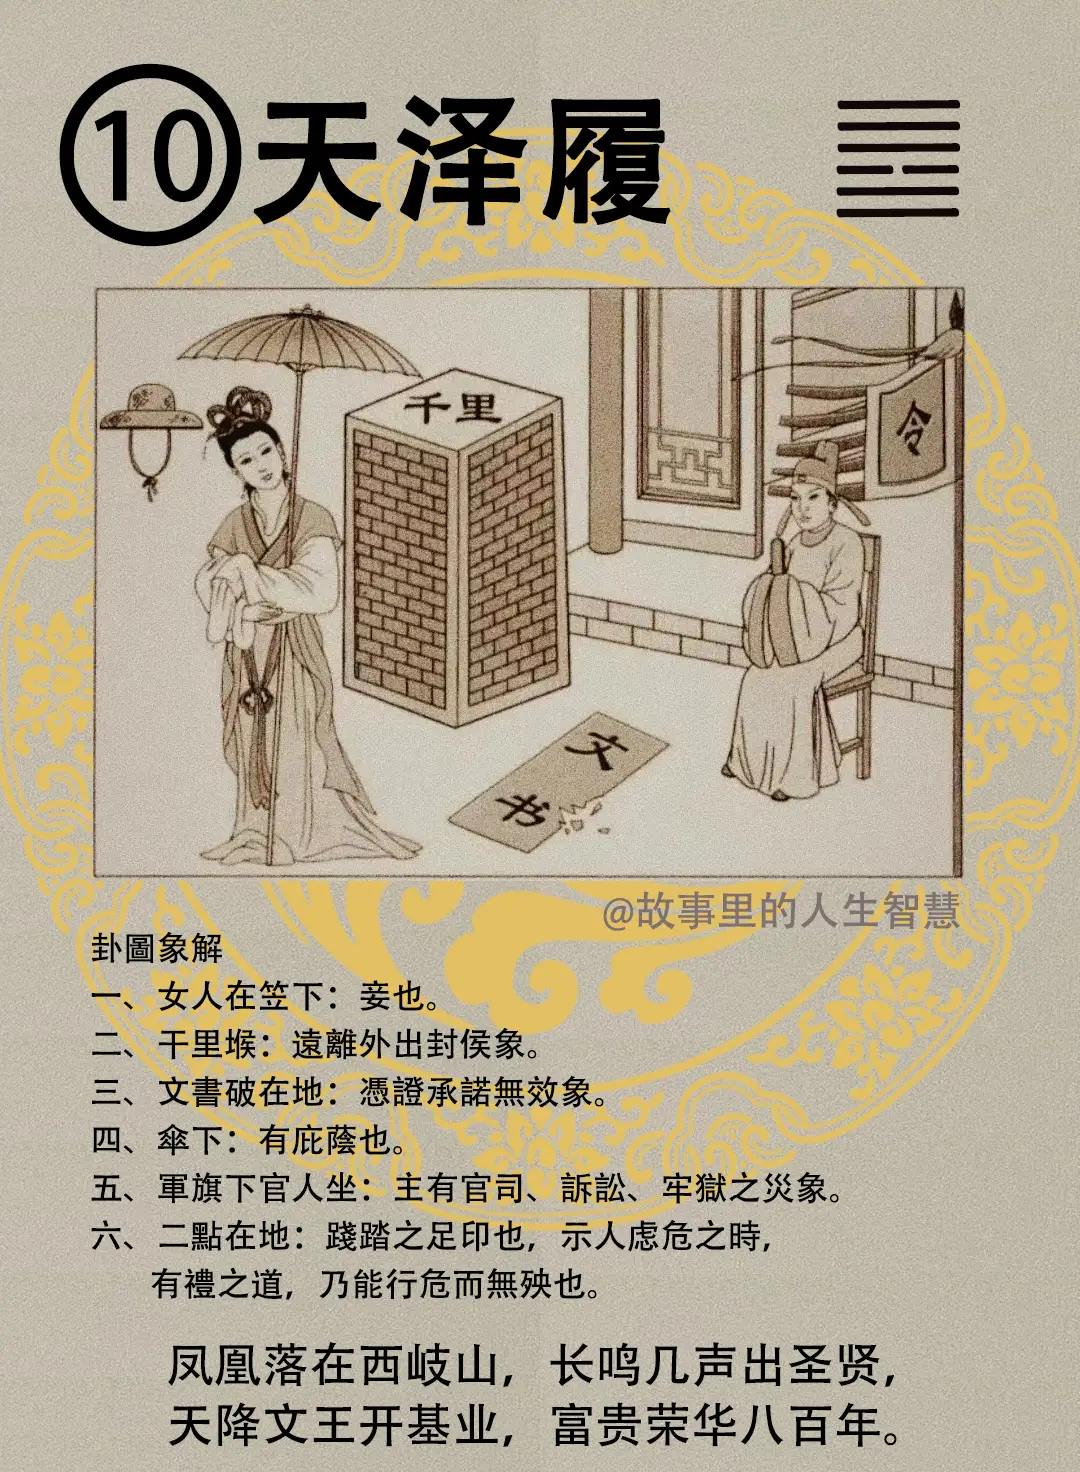 10 天泽履
千里
令
文
书
@故事里的人生智慧
卦圖象解
一、女人在笠下：妾也。
二、千里堠：遠離外出封侯象。
三、文書破在地：憑證承諾無效象。
四、傘下：有庇蔭也。
五、軍旗下官人坐：主有官司、訴訟、牢獄之災象。
六、二點在地：踐踏之足印也，示人虑危之時，
有禮之道，乃能行危而無殃也。
凤凰落在西岐山，长鸣几声出圣贤，
天降文王开基业，富贵荣华八百年。